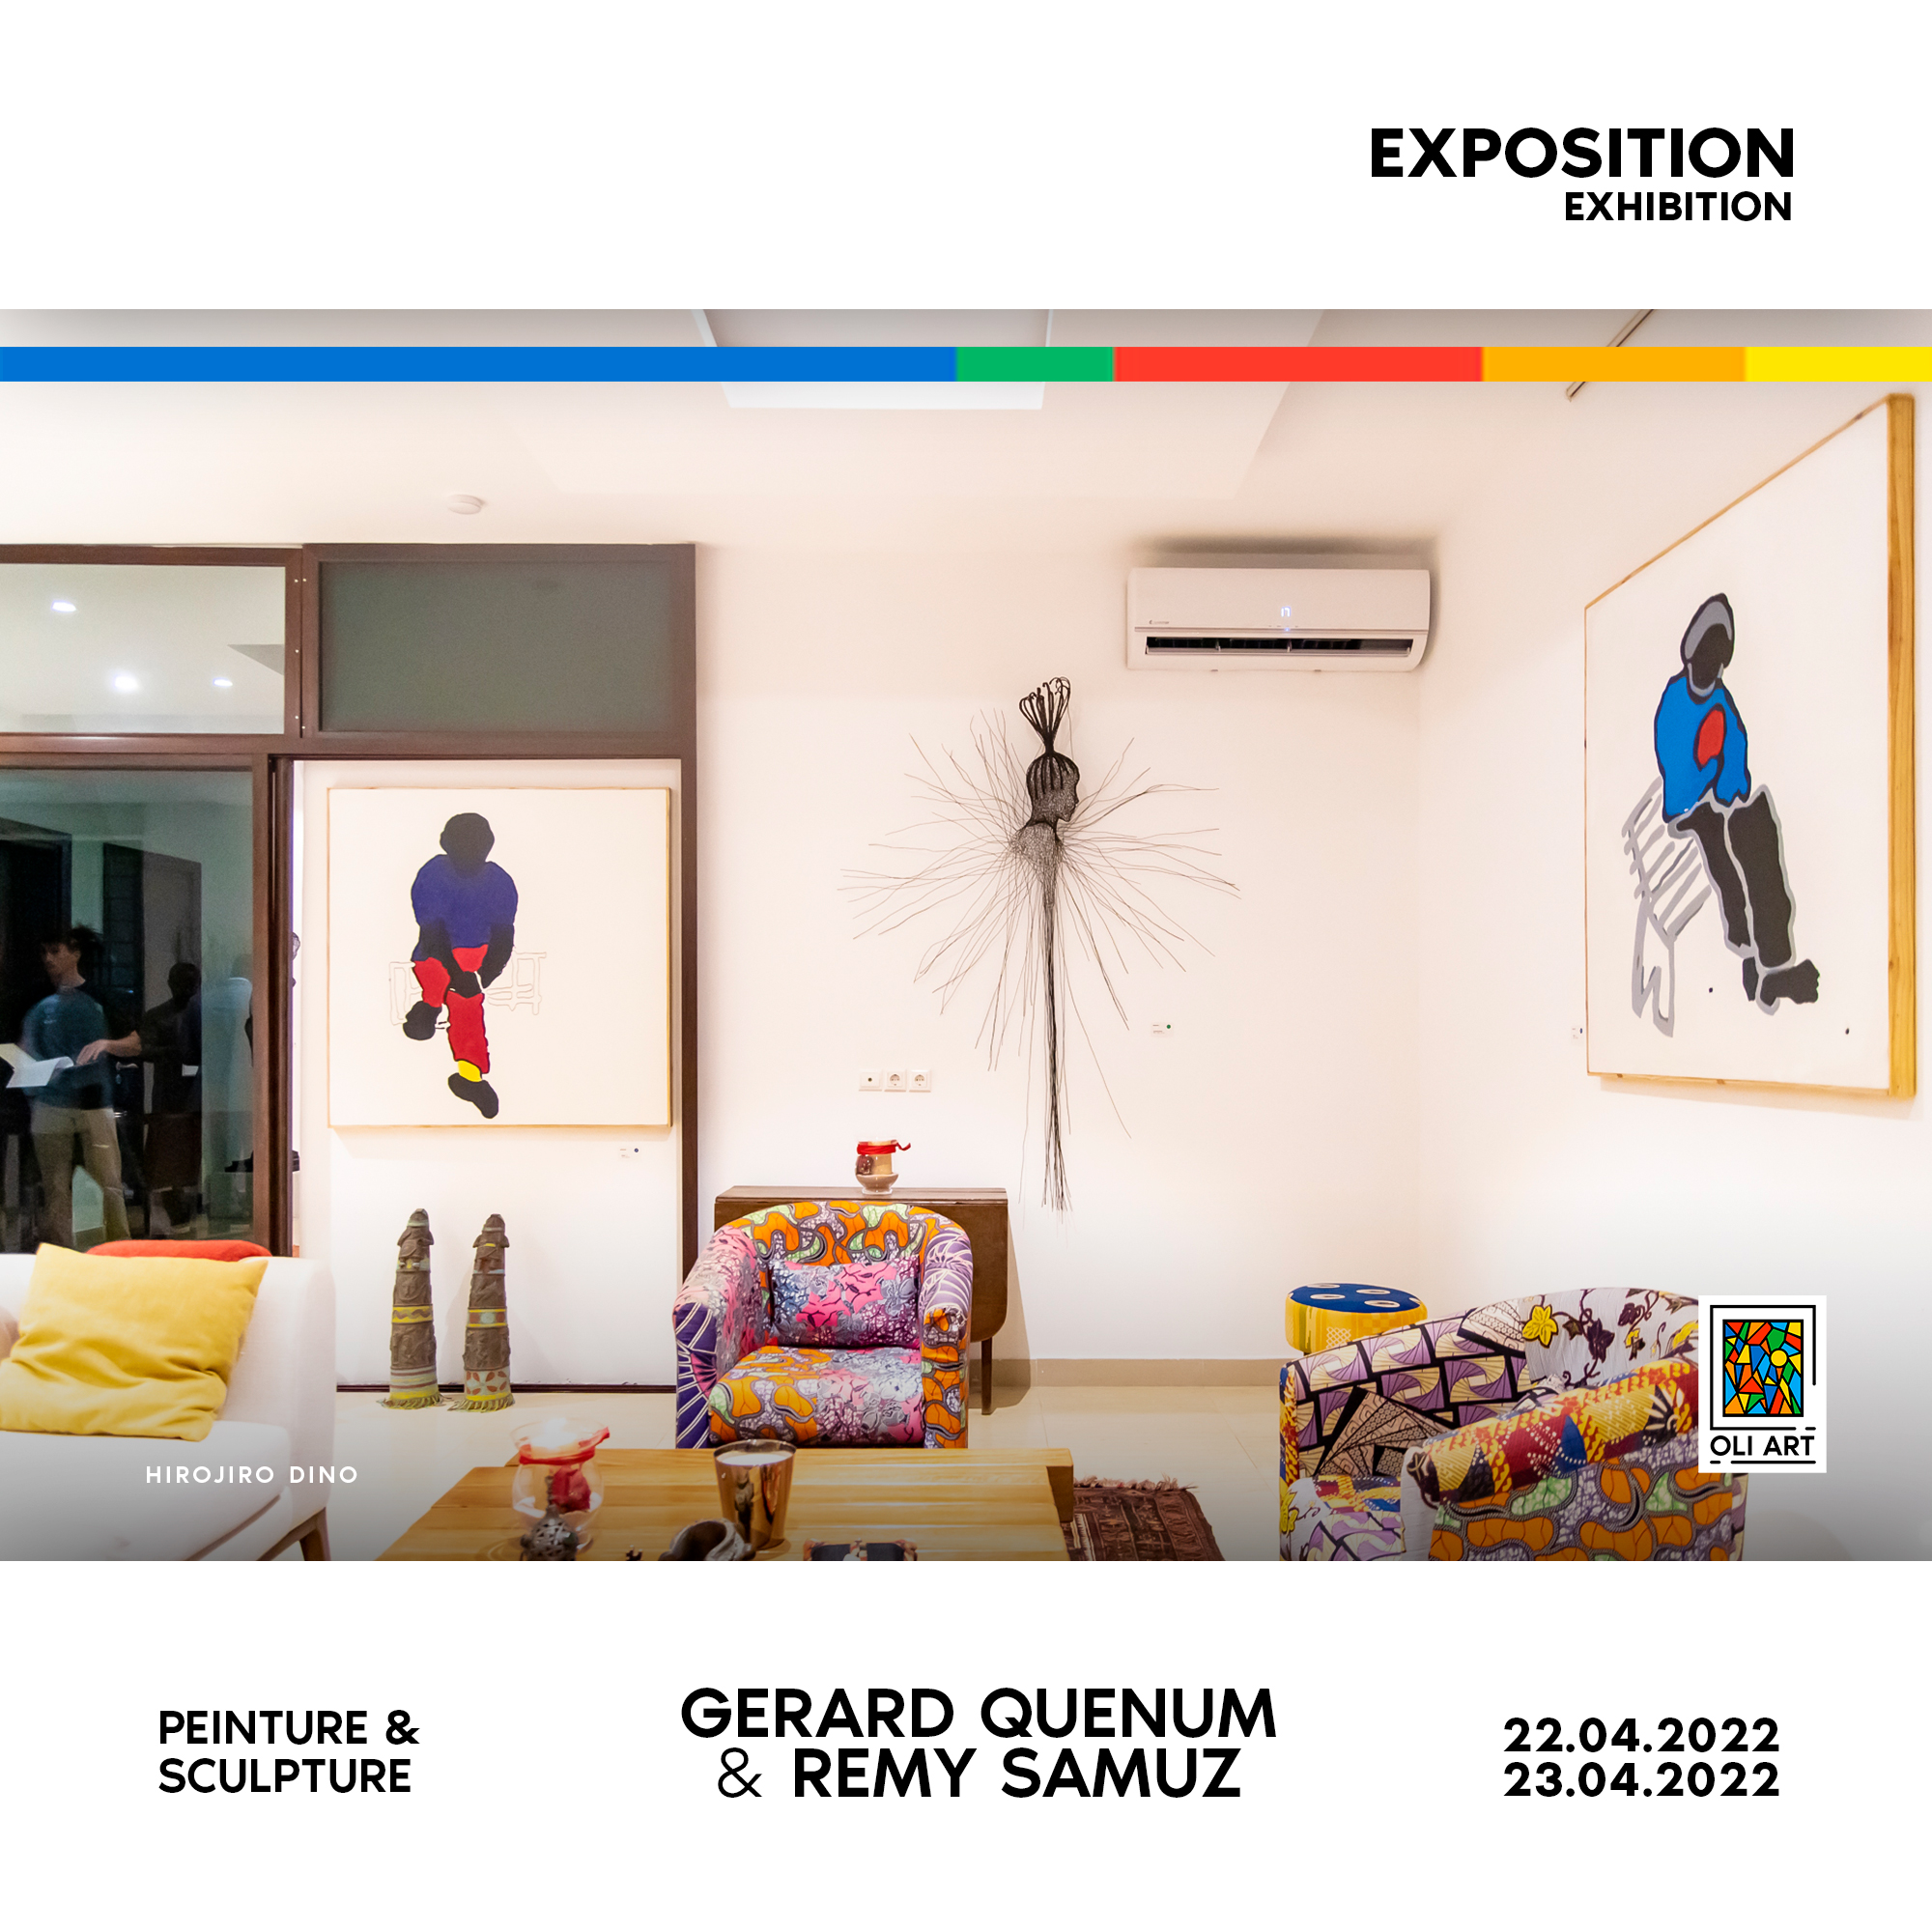 EXPOSITION
EXHIBITION
HIROJIRO DINO
OLI ART
PEINTURE &
SCULPTURE
GERARD QUENUM
& REMY SAMUZ
22.04.2022
23.04.2022